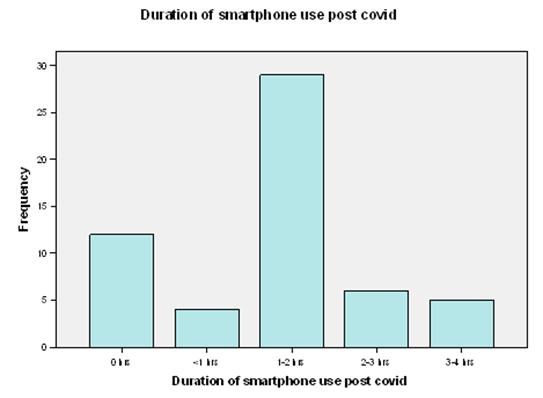 Duration of smartphone use post covid
Frequency
30
25
20
15
10
5
0
0 hrs
<1 hrs
1-2 hrs
2-3 hrs
3-4 hrs
Duration of smartphone use post covid